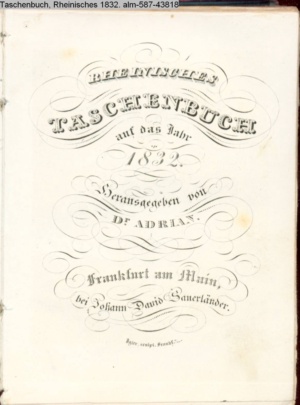 Taschenbuch, Rheinisches 1832. alm-587-43818
RHEINISCHES
TASCHENBUCH
auf das Jahr
1832.
Herausgegeben von
Dr ADRIAN.
Frankfurt am Main,
bei Johann David Sauerländer.